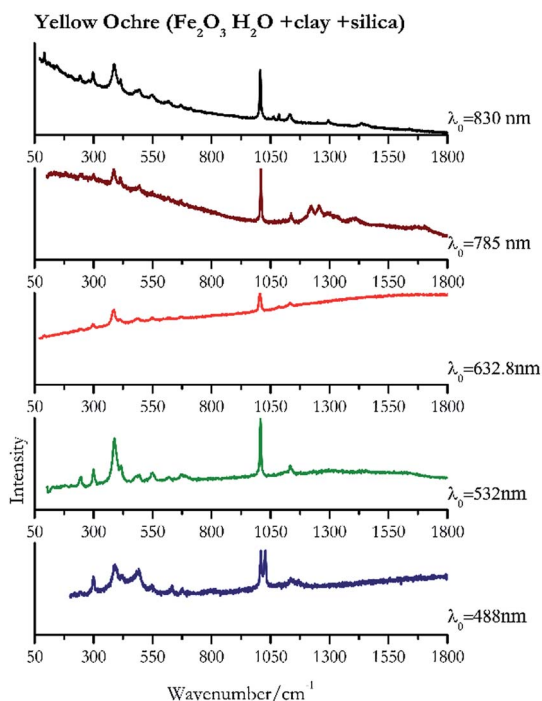 Yellow Ochre (Fe₂O₃ H₂O +clay +silica)
λ₀=830 nm
50 300 550 800 1050 1300 1550 1800
λ₀=785 nm
50 300 550 800 1050 1300 1550 1800
λ₀=632.8nm
50 300 550 800 1050 1300 1550 1800
Intensity
λ₀=532nm
50 300 550 800 1050 1300 1550 1800
λ₀=488nm
50 300 550 800 1050 1300 1550 1800
Wavenumber/cm⁻¹